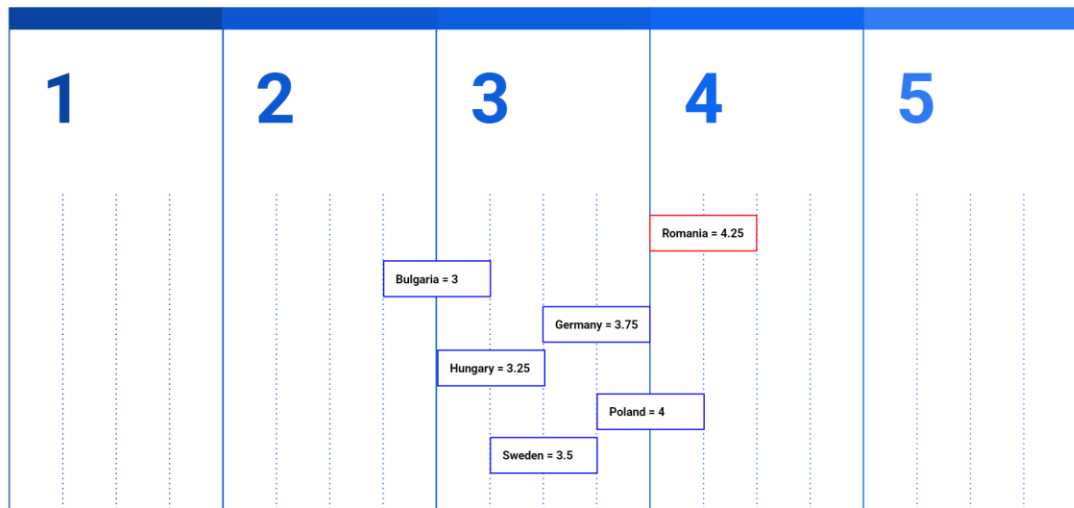 1
2
3
4
5
Romania = 4.25
Bulgaria = 3
Germany = 3.75
Hungary = 3.25
Poland = 4
Sweden = 3.5